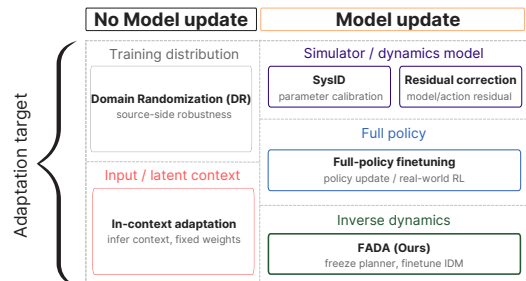 No Model update
Model update
Adaptation target
Training distribution
Domain Randomization (DR)
source-side robustness
Input / latent context
In-context adaptation
infer context, fixed weights
Simulator / dynamics model
SysID
parameter calibration
Residual correction
model/action residual
Full policy
Full-policy finetuning
policy update / real-world RL
Inverse dynamics
FADA (Ours)
freeze planner, finetune IDM